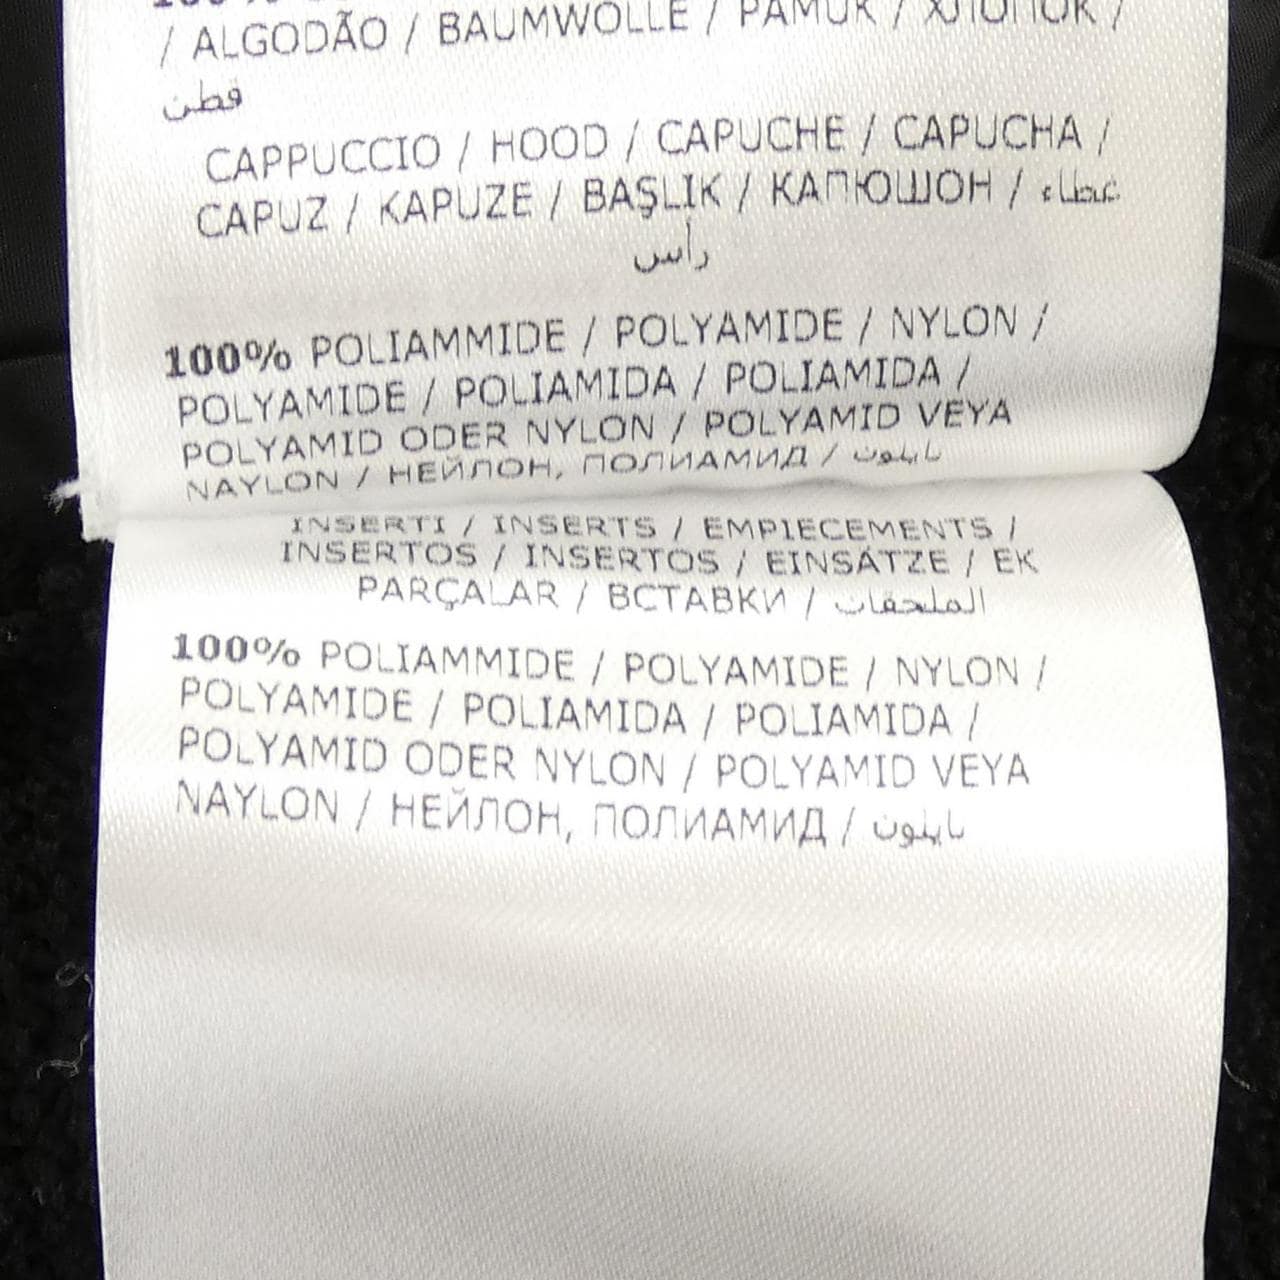 100%
/ ALGODÃO / BAUMWOLLE / PAMUK / ХЛОПОК /
قطن
CAPPUCCIO / HOOD / CAPUCHE / CAPUCHA /
CAPUZ / KAPUZE / BAŞLIK / КАПЮШОН / غطاء
رأس
100% POLIAMMIDE / POLYAMIDE / NYLON /
POLYAMIDE / POLIAMIDA / POLIAMIDA /
POLYAMID ODER NYLON / POLYAMID VEYA
NAYLON / НЕЙЛОН, ПОЛИАМИД / نايلون
INSERTI / INSERTS / EMPIECEMENTS /
INSERTOS / INSERTOS / EINSÄTZE / EK
PARÇALAR / ВСТАВКИ / الملحقات
100% POLIAMMIDE / POLYAMIDE / NYLON /
POLYAMIDE / POLIAMIDA / POLIAMIDA /
POLYAMID ODER NYLON / POLYAMID VEYA
NAYLON / НЕЙЛОН, ПОЛИАМИД / نايلون